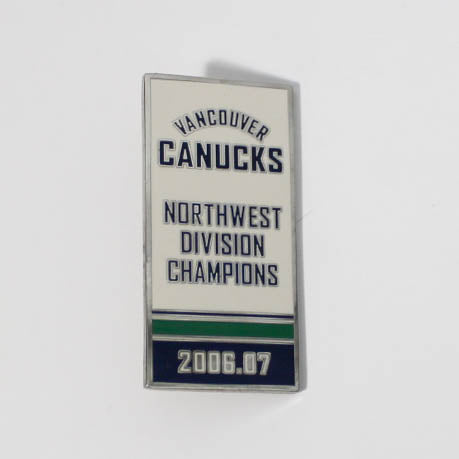 VANCOUVER
CANUCKS
NORTHWEST
DIVISION
CHAMPIONS
2006.07